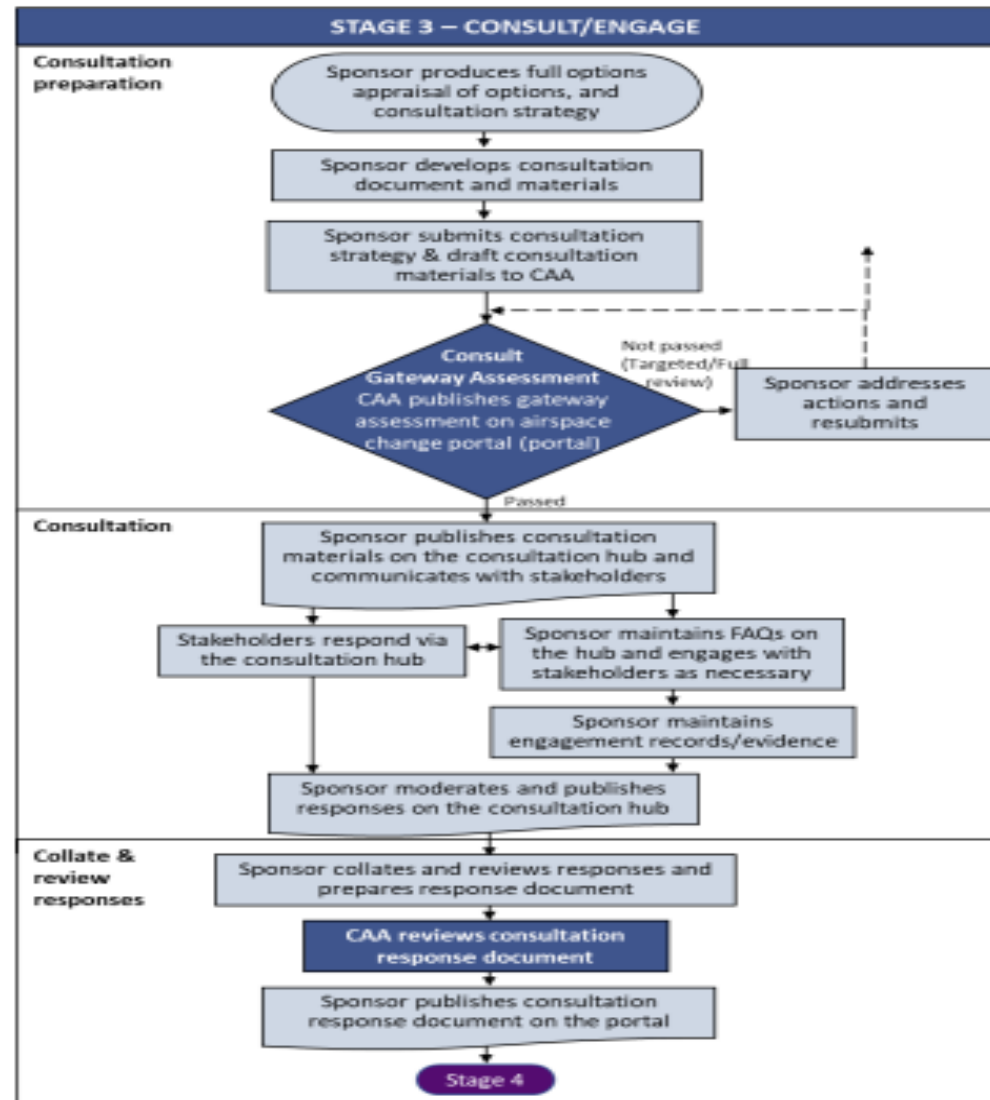 STAGE 3 – CONSULT/ENGAGE
Consultation
preparation
Sponsor produces full options
appraisal of options, and
consultation strategy
Sponsor develops consultation
document and materials
Sponsor submits consultation
strategy & draft consultation
materials to CAA
Consult
Gateway Assessment
CAA publishes gateway
assessment on airspace
change portal (portal)
Not passed
(Targeted/Full
review)
Sponsor addresses
actions and
resubmits
Passed
Consultation
Sponsor publishes consultation
materials on the consultation hub and
communicates with stakeholders
Stakeholders respond via
the consultation hub
Sponsor maintains FAQs on
the hub and engages with
stakeholders as necessary
Sponsor maintains
engagement records/evidence
Sponsor moderates and publishes
responses on the consultation hub
Collate &
review
responses
Sponsor collates and reviews responses and
prepares response document
CAA reviews consultation
response document
Sponsor publishes consultation
response document on the portal
Stage 4